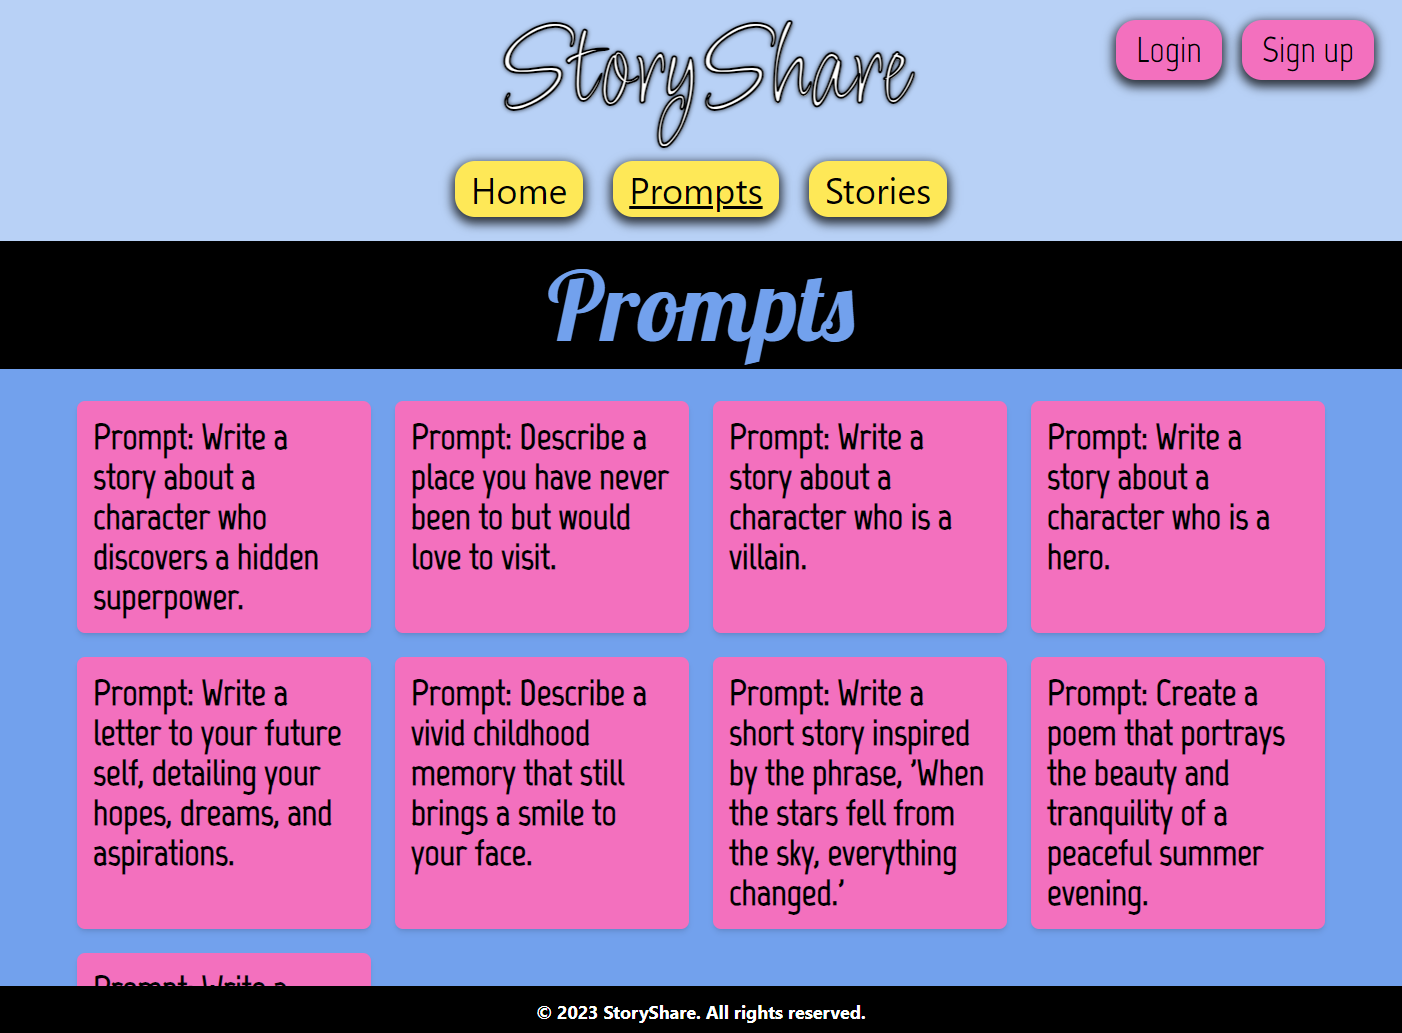 StoryShare
Login
Sign up
Home
Prompts
Stories
Prompts
Prompt: Write a
story about a
character who
discovers a hidden
superpower.
Prompt: Describe a
place you have never
been to but would
love to visit.
Prompt: Write a
story about a
character who is a
villain.
Prompt: Write a
story about a
character who is a
hero.
Prompt: Write a
letter to your future
self, detailing your
hopes, dreams, and
aspirations.
Prompt: Describe a
vivid childhood
memory that still
brings a smile to
your face.
Prompt: Write a
short story inspired
by the phrase, 'When
the stars fell from
the sky, everything
changed.'
Prompt: Create a
poem that portrays
the beauty and
tranquility of a
peaceful summer
evening.
Prompt: Write a
© 2023 StoryShare. All rights reserved.